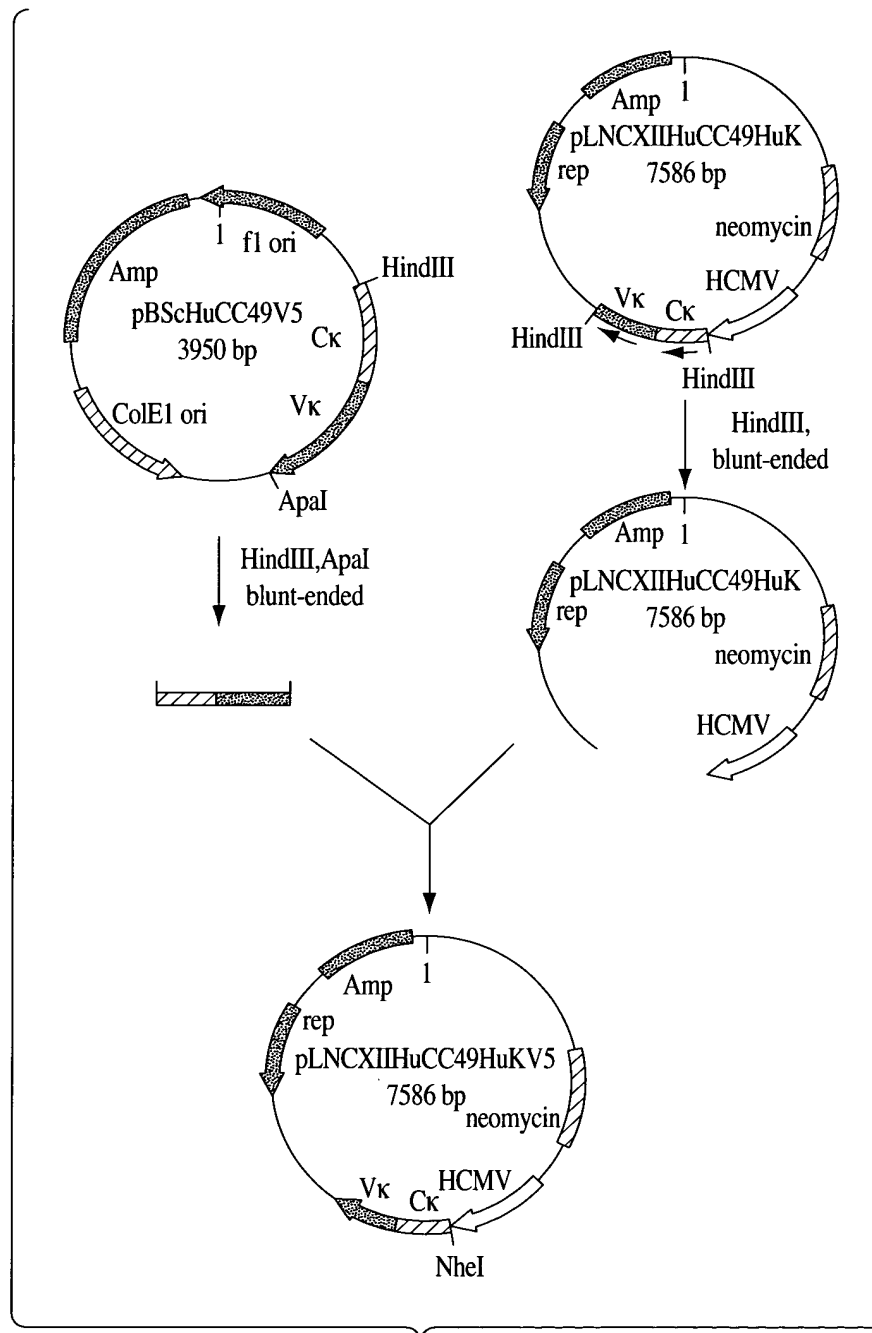 Amp
1
pLNCXIIHuCC49HuK
7586 bp
rep
neomycin
HCMV
Vκ
Cκ
HindIII
HindIII
HindIII,
blunt-ended
1
f1 ori
HindIII
Amp
pBScHuCC49V5
3950 bp
Cκ
Vκ
ColE1 ori
ApaI
HindIII,ApaI
blunt-ended
Amp
1
pLNCXIIHuCC49HuK
7586 bp
rep
neomycin
HCMV
Amp
1
rep
pLNCXIIHuCC49HuKV5
7586 bp
neomycin
HCMV
Vκ
Cκ
NheI